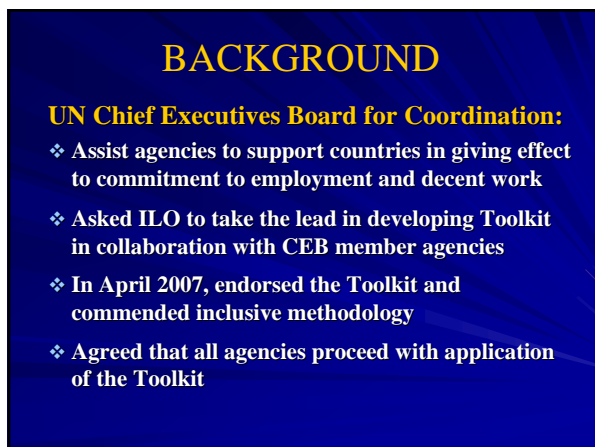 BACKGROUND
UN Chief Executives Board for Coordination:
❖ Assist agencies to support countries in giving effect
to commitment to employment and decent work
❖ Asked ILO to take the lead in developing Toolkit
in collaboration with CEB member agencies
❖ In April 2007, endorsed the Toolkit and
commended inclusive methodology
❖ Agreed that all agencies proceed with application
of the Toolkit